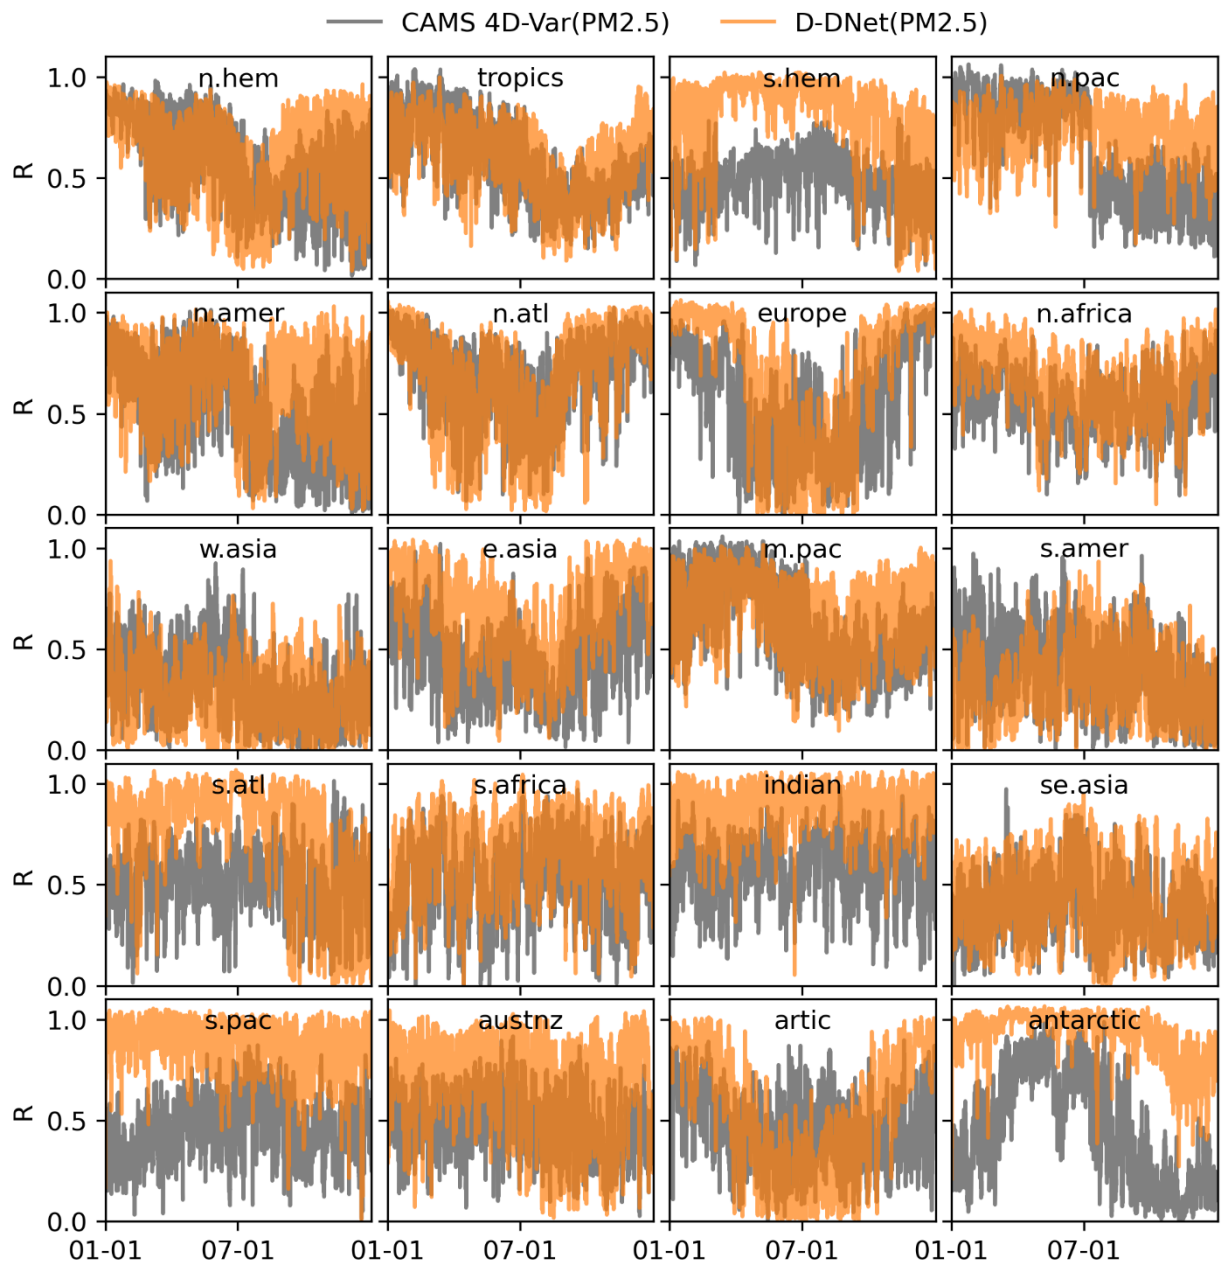 CAMS 4D-Var(PM2.5) D-DNet(PM2.5)
1.0 n.hem tropics s.hem n.pac
R
0.5
0.0
1.0 n.amer n.atl europe n.africa
R
0.5
0.0
1.0 w.asia e.asia m.pac s.amer
R
0.5
0.0
1.0 s.atl s.africa indian se.asia
R
0.5
0.0
1.0 s.pac austnz artic antarctic
R
0.5
0.0
01-01 07-01 01-01 07-01 01-01 07-01 01-01 07-01